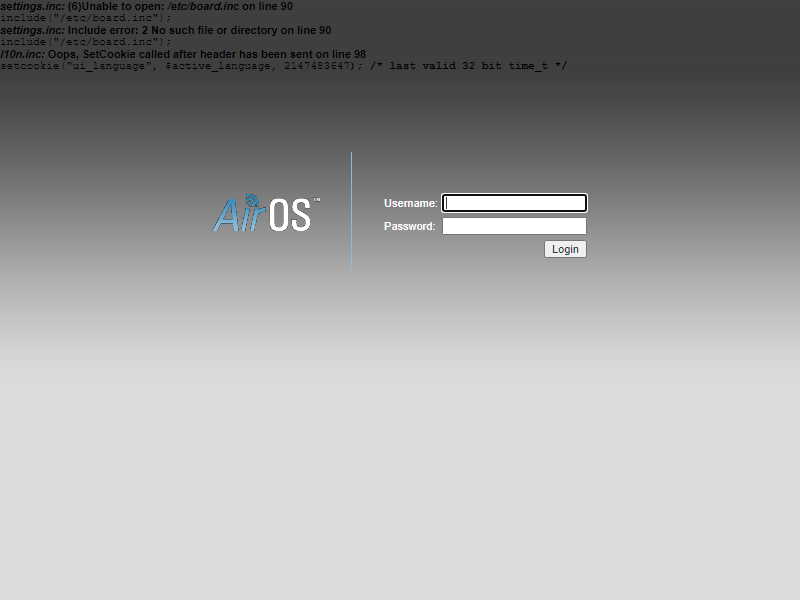 settings.inc: (6)Unable to open: /etc/board.inc on line 90
include("/etc/board.inc");
settings.inc: Include error: 2 No such file or directory on line 90
include("/etc/board.inc");
l10n.inc: Oops, SetCookie called after header has been sent on line 98
setcookie("ui_language", $active_language, 2147483647); /* last valid 32 bit time_t */
AirOS™
Username:
Password:
Login